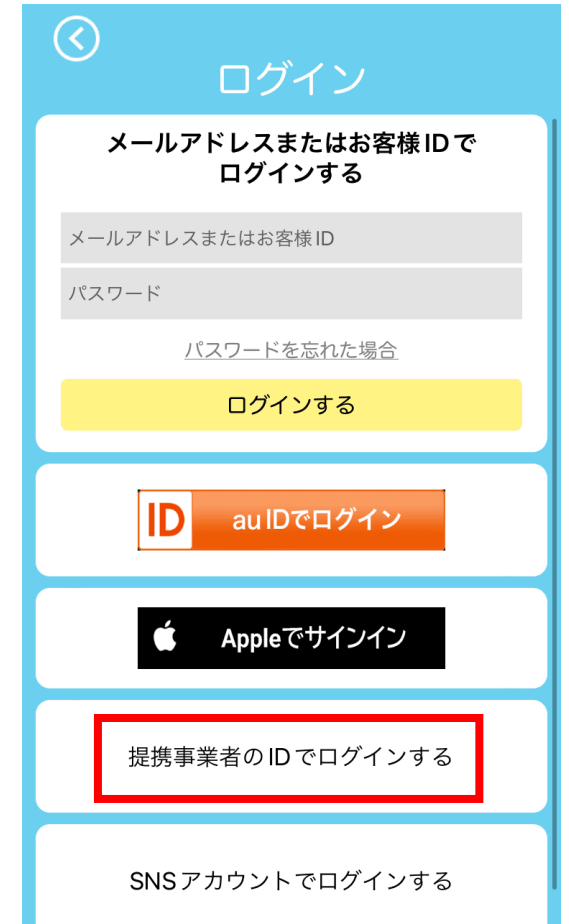 ログイン
メールアドレスまたはお客様IDで
ログインする
メールアドレスまたはお客様ID
パスワード
パスワードを忘れた場合
ログインする
ID au IDでログイン
Appleでサインイン
提携事業者のIDでログインする
SNSアカウントでログインする